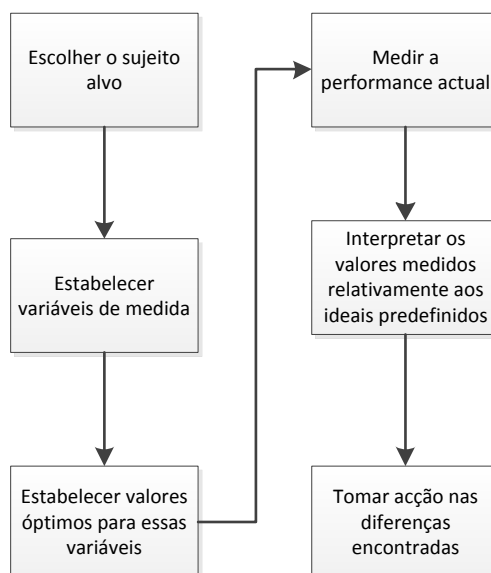 Escolher o sujeito
alvo
Estabelecer
variáveis de medida
Estabelecer valores
óptimos para essas
variáveis
Medir a
performance actual
Interpretar os
valores medidos
relativamente aos
ideais predefinidos
Tomar acção nas
diferenças
encontradas